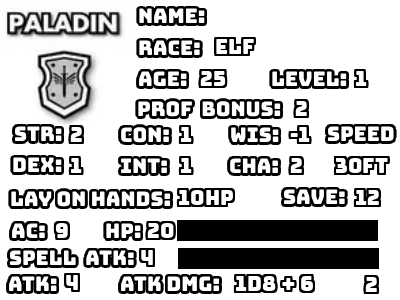 PALADIN
NAME:
RACE: ELF
AGE: 25 LEVEL: 1
PROF BONUS: 2
STR: 2 CON: 1 WIS: -1 SPEED
DEX: 1 INT: 1 CHA: 2 30FT
LAY ON HANDS: 10HP SAVE: 12
AC: 9 HP: 20
SPELL ATK: 4
ATK: 4 ATK DMG: 1D8 + 6 2